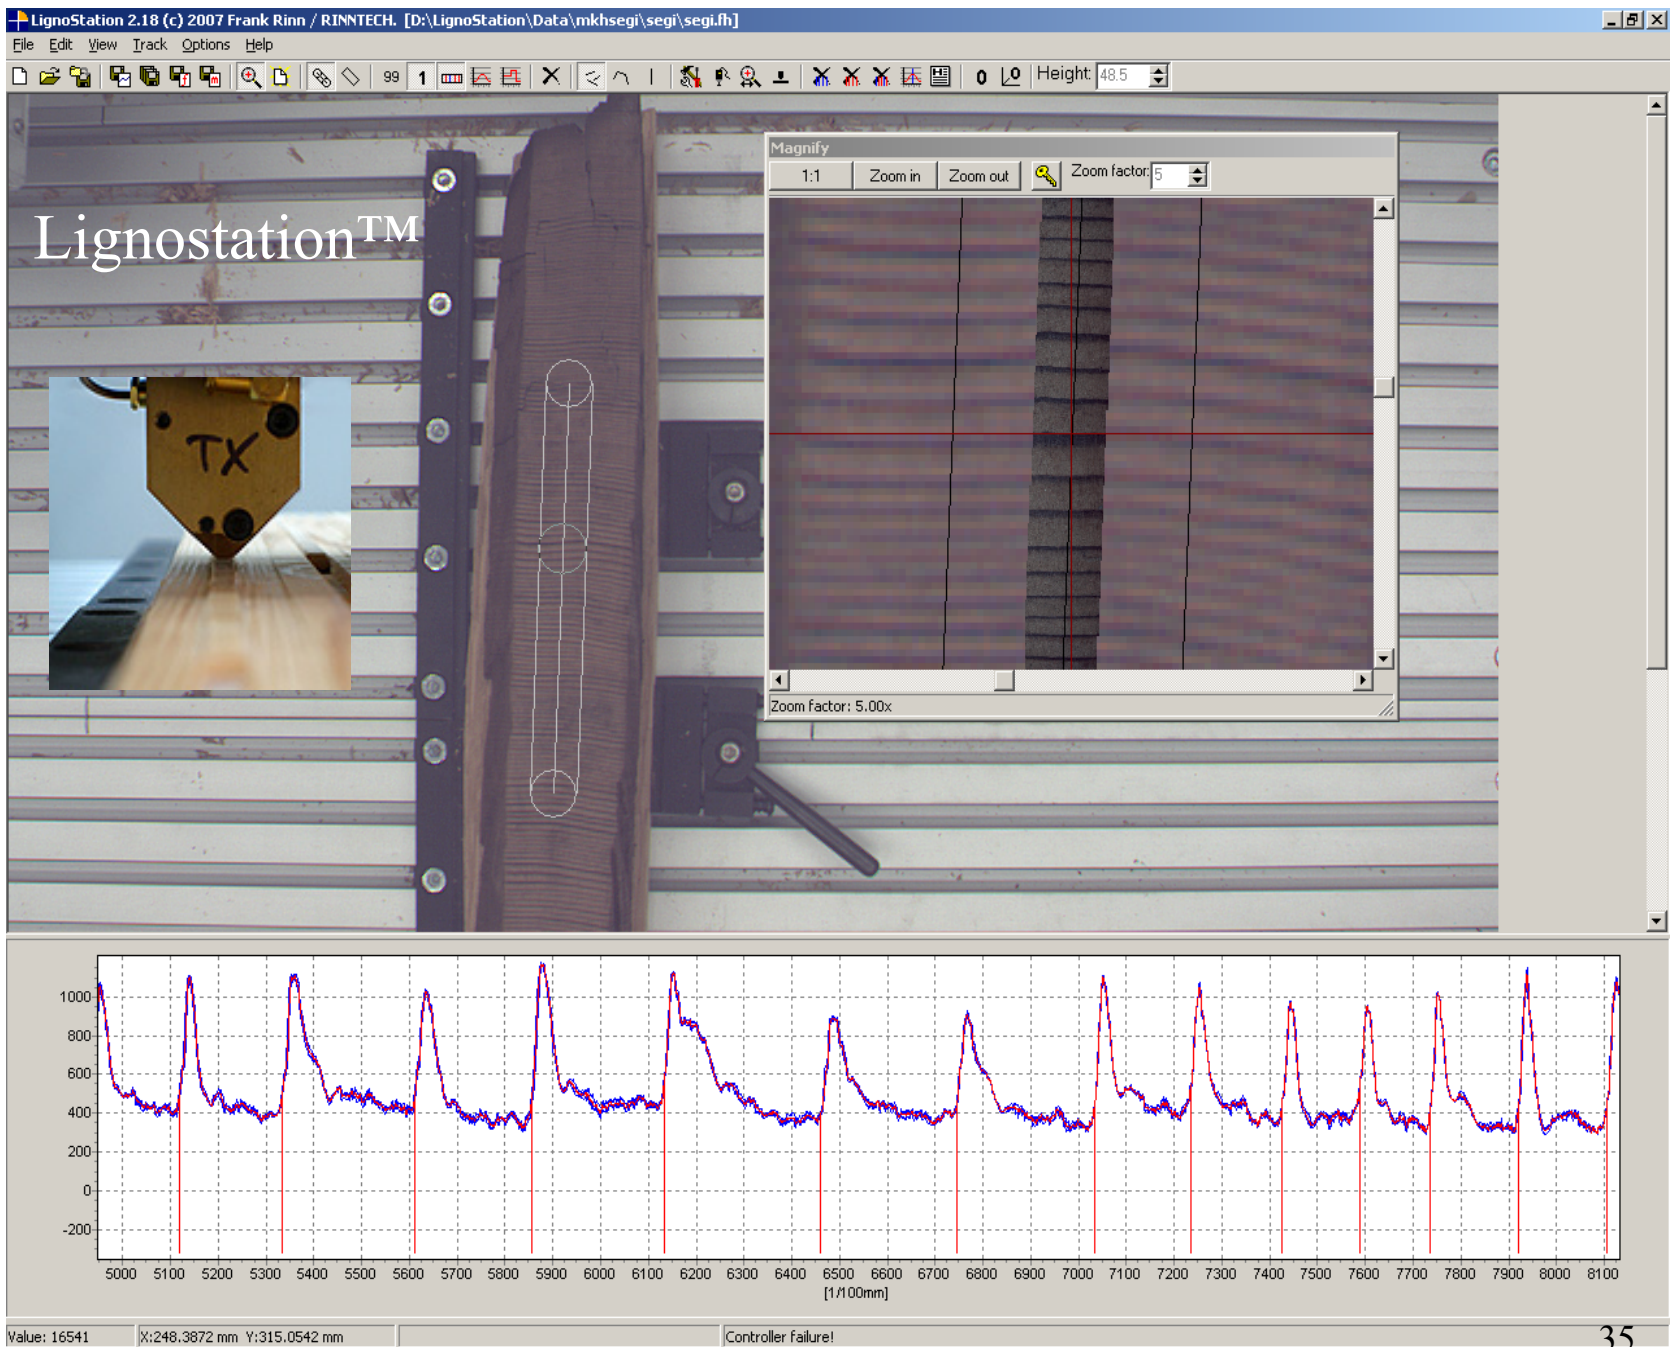 LignoStation 2.18 (c) 2007 Frank Rinn / RINNTECH. [D:\LignoStation\Data\mkhsegi\segi\segi.fh]
File Edit View Track Options Help
99 1 0 0 Height: 48.5
Magnify
1:1 Zoom in Zoom out Zoom factor: 5
Lignostation™
TX
Zoom factor: 5.00x
1000
800
600
400
200
0
-200
5000 5100 5200 5300 5400 5500 5600 5700 5800 5900 6000 6100 6200 6300 6400 6500 6600 6700 6800 6900 7000 7100 7200 7300 7400 7500 7600 7700 7800 7900 8000 8100
[1/100mm]
Value: 16541 X:248.3872 mm Y:315.0542 mm Controller failure!
35